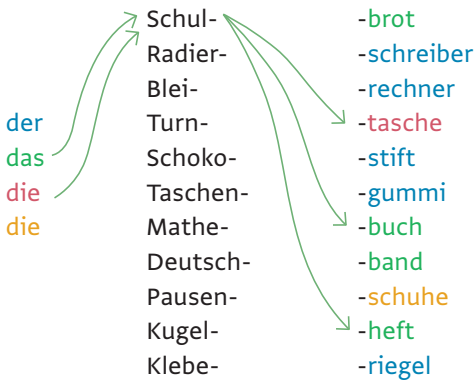 der
das
die
die
Schul-
Radier-
Blei-
Turn-
Schoko-
Taschen-
Mathe-
Deutsch-
Pausen-
Kugel-
Klebe-
-brot
-schreiber
-rechner
-tasche
-stift
-gummi
-buch
-band
-schuhe
-heft
-riegel